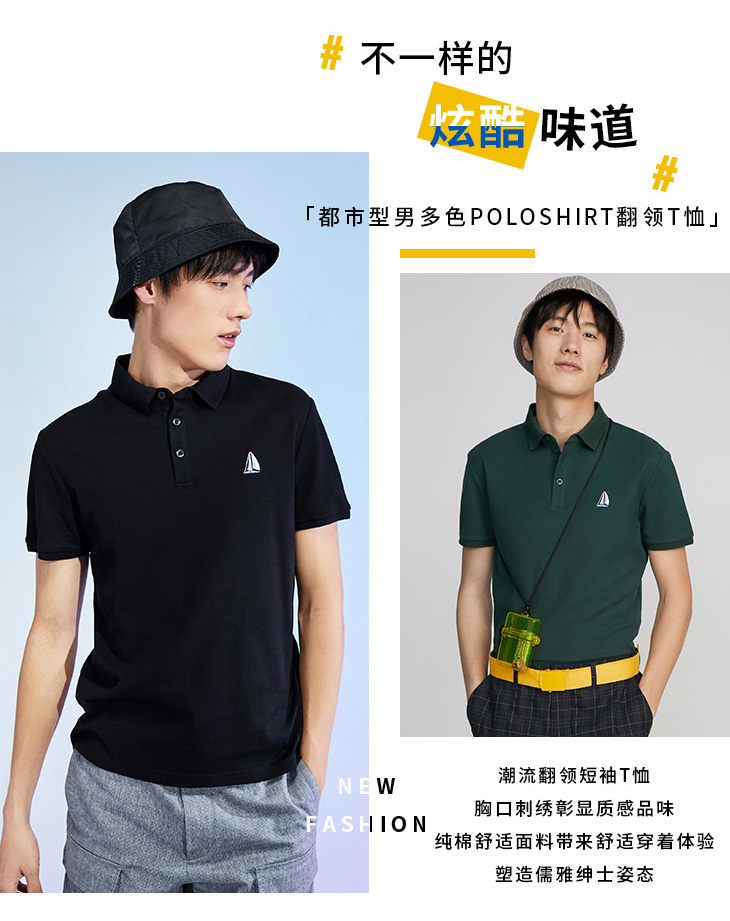 # 不一样的
炫酷味道
#
「都市型男多色POLOSHIRT翻领T恤」
NEW
FASHION
潮流翻领短袖T恤
胸口刺绣彰显质感品味
纯棉舒适面料带来舒适穿着体验
塑造儒雅绅士姿态